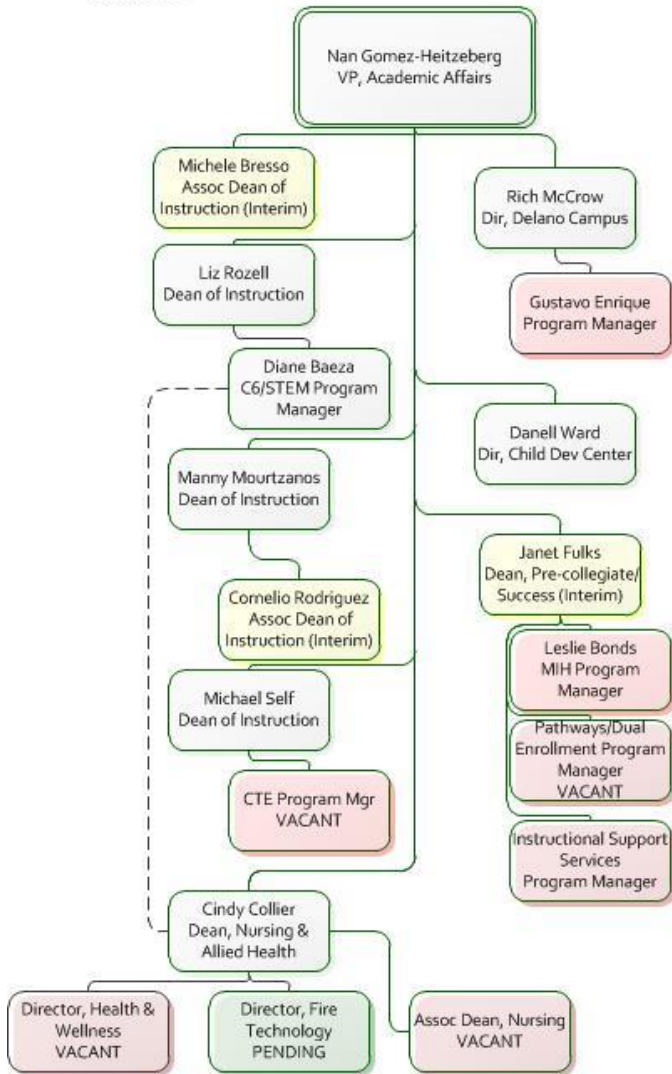 Nan Gomez-Heitzeberg
VP, Academic Affairs
Michele Bresso
Assoc Dean of
Instruction (Interim)
Rich McCrow
Dir, Delano Campus
Liz Rozell
Dean of Instruction
Gustavo Enrique
Program Manager
Diane Baeza
C6/STEM Program
Manager
Danell Ward
Dir, Child Dev Center
Manny Mourtzanos
Dean of Instruction
Janet Fulks
Dean, Pre-collegiate/
Success (Interim)
Cornelio Rodriguez
Assoc Dean of
Instruction (Interim)
Leslie Bonds
MIH Program
Manager
Michael Self
Dean of Instruction
Pathways/Dual
Enrollment Program
Manager
VACANT
CTE Program Mgr
VACANT
Instructional Support
Services
Program Manager
Cindy Collier
Dean, Nursing &
Allied Health
Director, Health &
Wellness
VACANT
Director, Fire
Technology
PENDING
Assoc Dean, Nursing
VACANT